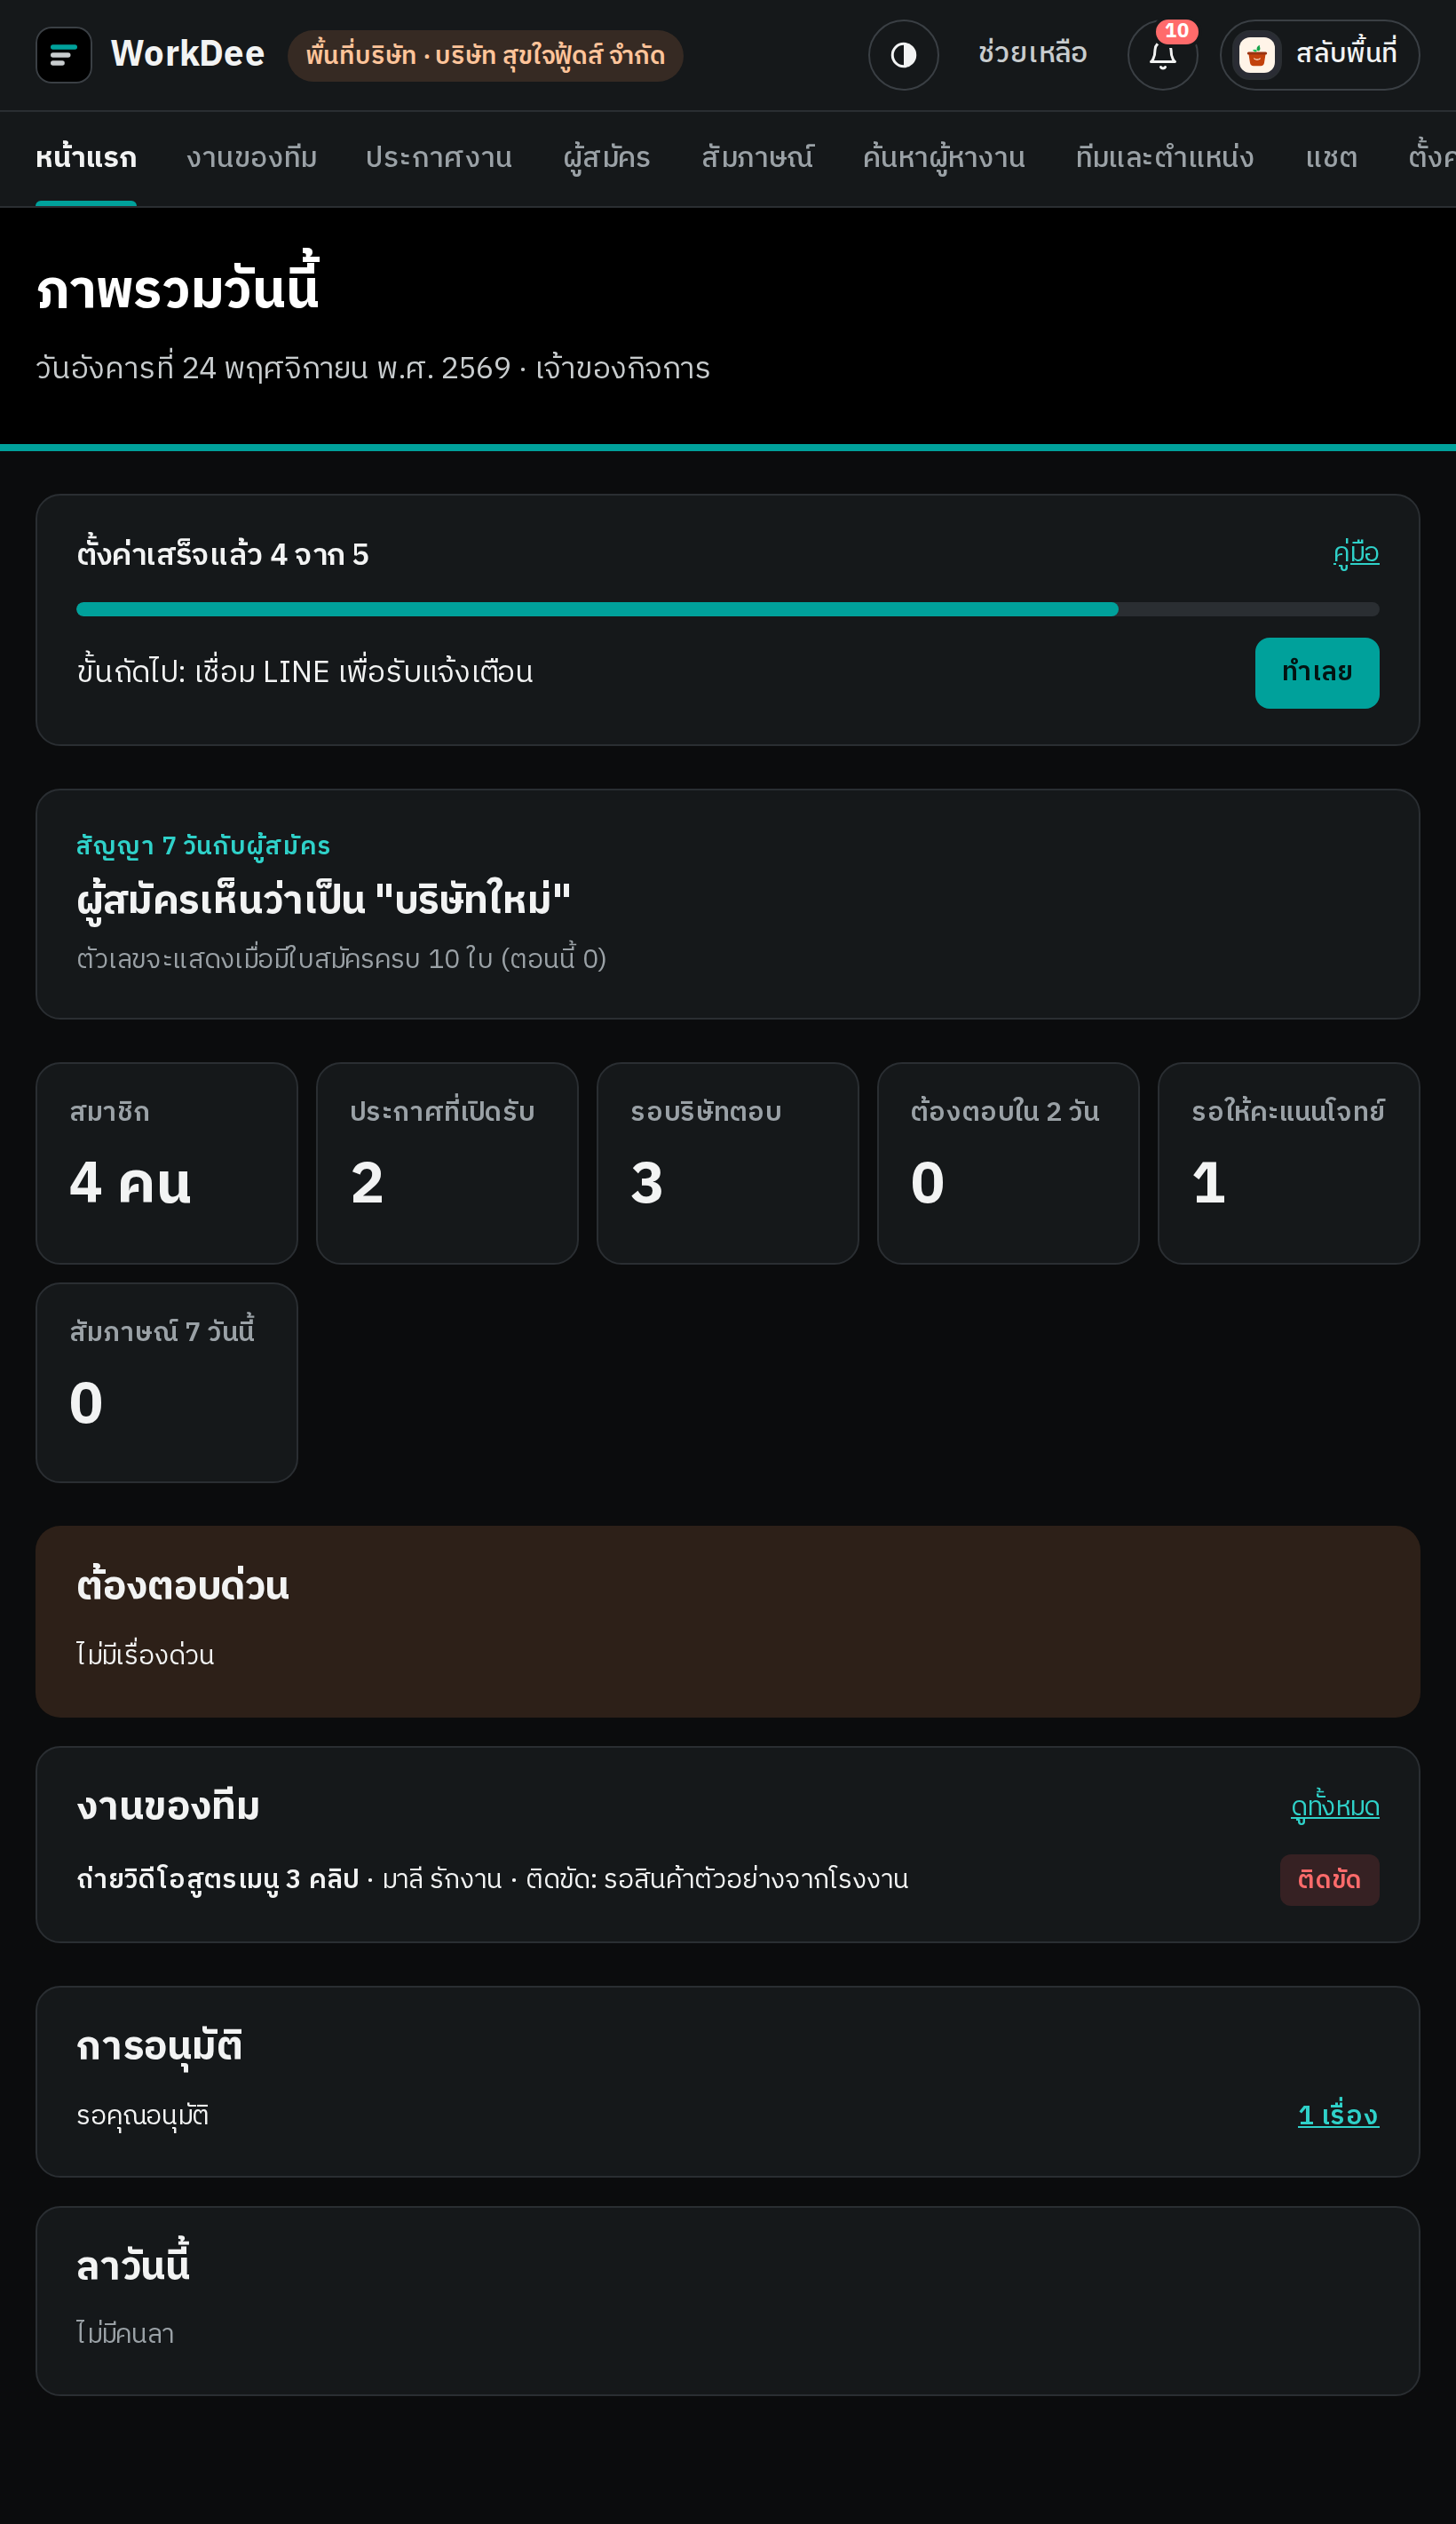 WorkDee
พื้นที่บริษัท · บริษัท สุขใจฟู้ดส์ จำกัด
ช่วยเหลือ
10
สลับพื้นที่
หน้าแรก งานของทีม ประกาศงาน ผู้สมัคร สัมภาษณ์ ค้นหาผู้หางาน ทีมและตำแหน่ง แชต
ภาพรวมวันนี้
วันอังคารที่ 24 พฤศจิกายน พ.ศ. 2569 · เจ้าของกิจการ
ตั้งค่าเสร็จแล้ว 4 จาก 5
คู่มือ
ขั้นถัดไป: เชื่อม LINE เพื่อรับแจ้งเตือน
ทำเลย
สัญญา 7 วันกับผู้สมัคร
ผู้สมัครเห็นว่าเป็น "บริษัทใหม่"
ตัวเลขจะแสดงเมื่อมีใบสมัครครบ 10 ใบ (ตอนนี้ 0)
สมาชิก
4 คน
ประกาศที่เปิดรับ
2
รอบริษัทตอบ
3
ต้องตอบใน 2 วัน
0
รอให้คะแนนโจทย์
1
สัมภาษณ์ 7 วันนี้
0
ต้องตอบด่วน
ไม่มีเรื่องด่วน
งานของทีม
ดูทั้งหมด
ถ่ายวิดีโอสูตรเมนู 3 คลิป · มาลี รักงาน · ติดขัด: รอสินค้าตัวอย่างจากโรงงาน
ติดขัด
การอนุมัติ
รอคุณอนุมัติ
1 เรื่อง
ลาวันนี้
ไม่มีคนลา